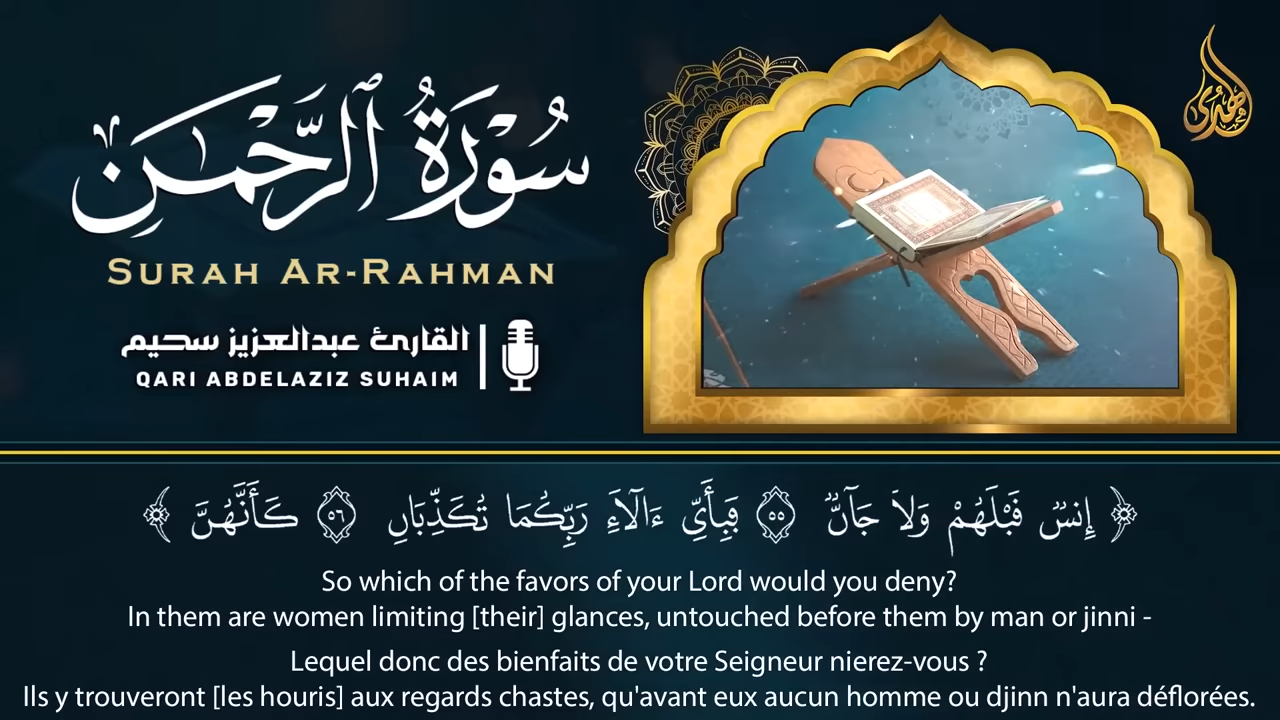 سُورَةُ ٱلرَّحْمَـٰنِ
SURAH AR-RAHMAN
القارئ عبدالعزيز سحيم
QARI ABDELAZIZ SUHAIM
الهدى
﴿ إِنسٌ قَبْلَهُمْ وَلَا جَآنٌّ ٥٥ فَبِأَيِّ ءَالَآءِ رَبِّكُمَا تُكَذِّبَانِ ٥٦ كَأَنَّهُنَّ ﴾
So which of the favors of your Lord would you deny?
In them are women limiting [their] glances, untouched before them by man or jinni -
Lequel donc des bienfaits de votre Seigneur nierez-vous ?
Ils y trouveront [les houris] aux regards chastes, qu'avant eux aucun homme ou djinn n'aura déflorées.